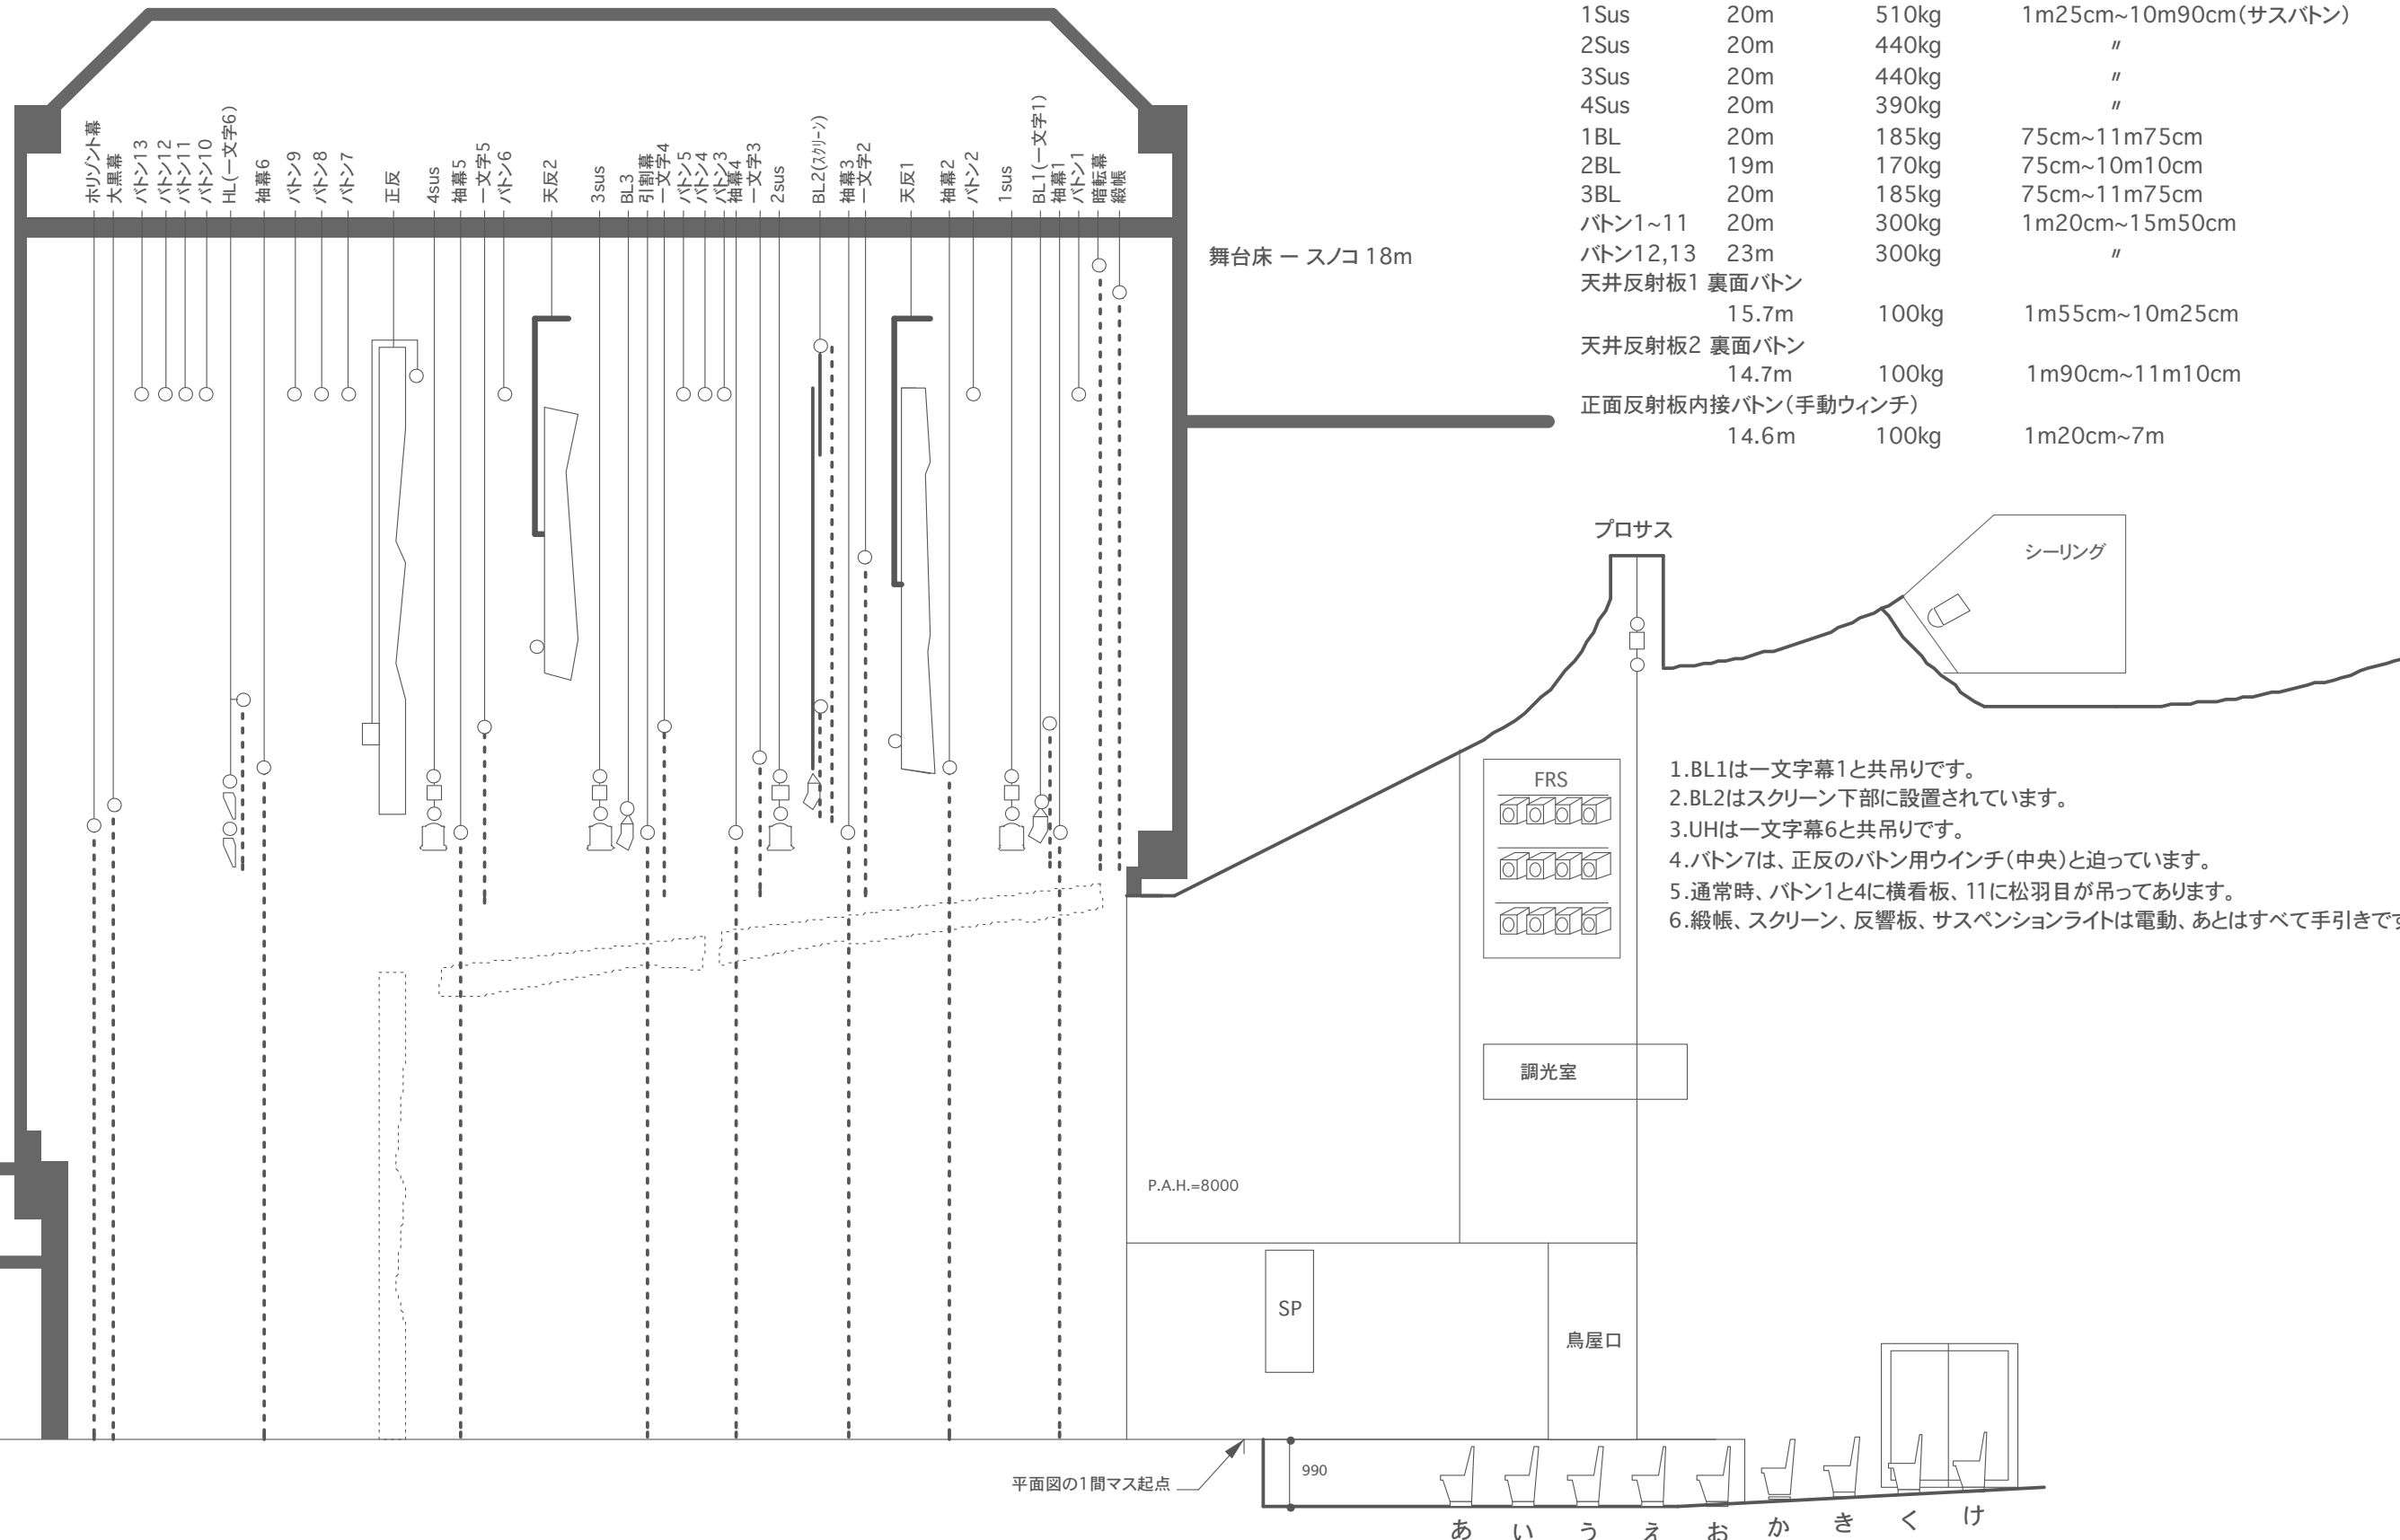 1Sus 20m 510kg 1m25cm~10m90cm(サスバトン)
2Sus 20m 440kg 〃
3Sus 20m 440kg 〃
4Sus 20m 390kg 〃
1BL 20m 185kg 75cm~11m75cm
2BL 19m 170kg 75cm~10m10cm
3BL 20m 185kg 75cm~11m75cm
バトン1~11 20m 300kg 1m20cm~15m50cm
バトン12,13 23m 300kg 〃
天井反射板1 裏面バトン
15.7m 100kg 1m55cm~10m25cm
天井反射板2 裏面バトン
14.7m 100kg 1m90cm~11m10cm
正面反射板内接バトン(手動ウィンチ)
14.6m 100kg 1m20cm~7m
ホリゾント幕
大黒幕
バトン13
バトン12
バトン11
バトン10
HL(一文字6)
袖幕6
バトン9
バトン8
バトン7
正反
4sus
袖幕5
一文字5
バトン6
天反2
3sus
BL3
引割幕
一文字4
バトン5
バトン4
バトン3
袖幕4
一文字3
2sus
BL2(スクリーン)
袖幕3
一文字2
天反1
袖幕2
バトン2
1sus
BL1(一文字1)
袖幕1
バトン1
暗転幕
緞帳
舞台床 ー スノコ 18m
プロサス
シーリング
FRS
1.BL1は一文字幕1と共吊りです。
2.BL2はスクリーン下部に設置されています。
3.UHは一文字幕6と共吊りです。
4.バトン7は、正反のバトン用ウインチ(中央)と迫っています。
5.通常時、バトン1と4に横看板、11に松羽目が吊ってあります。
6.緞帳、スクリーン、反響板、サスペンションライトは電動、あとはすべて手引きです
調光室
P.A.H.=8000
SP
鳥屋口
平面図の1間マス起点
990
あ い う え お か き く け